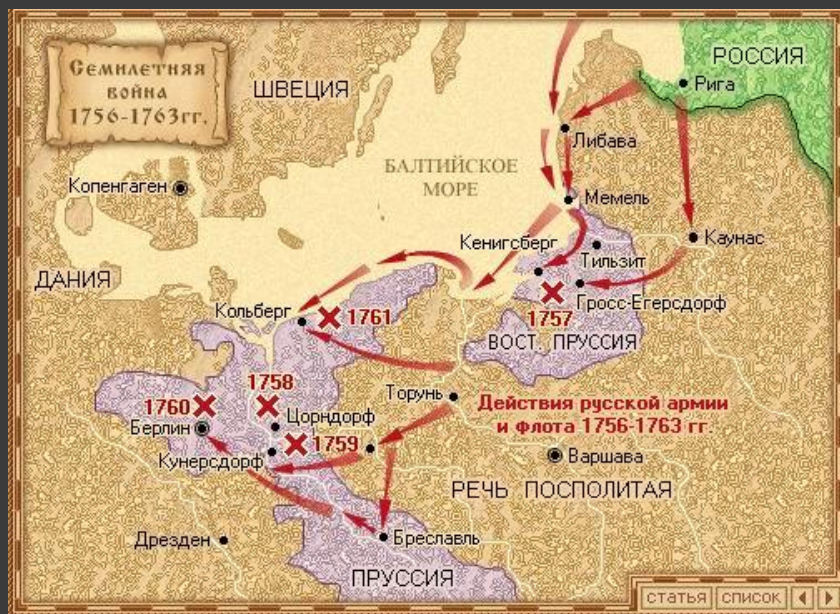 Семилетняя
война
1756-1763гг.
РОССИЯ
Рига
ШВЕЦИЯ
Либава
БАЛТИЙСКОЕ
МОРЕ
Копенгаген
Мемель
Кенигсберг
Каунас
Тильзит
ДАНИЯ
Гросс-Егерсдорф
Кольберг
1761
1757
ВОСТ. ПРУССИЯ
1758
Торунь
1760
Действия русской армии
и флота 1756-1763 гг.
Цорндорф
Берлин
1759
Варшава
Кунерсдорф
РЕЧЬ ПОСПОЛИТАЯ
Дрезден
Бреславль
ПРУССИЯ
статья список